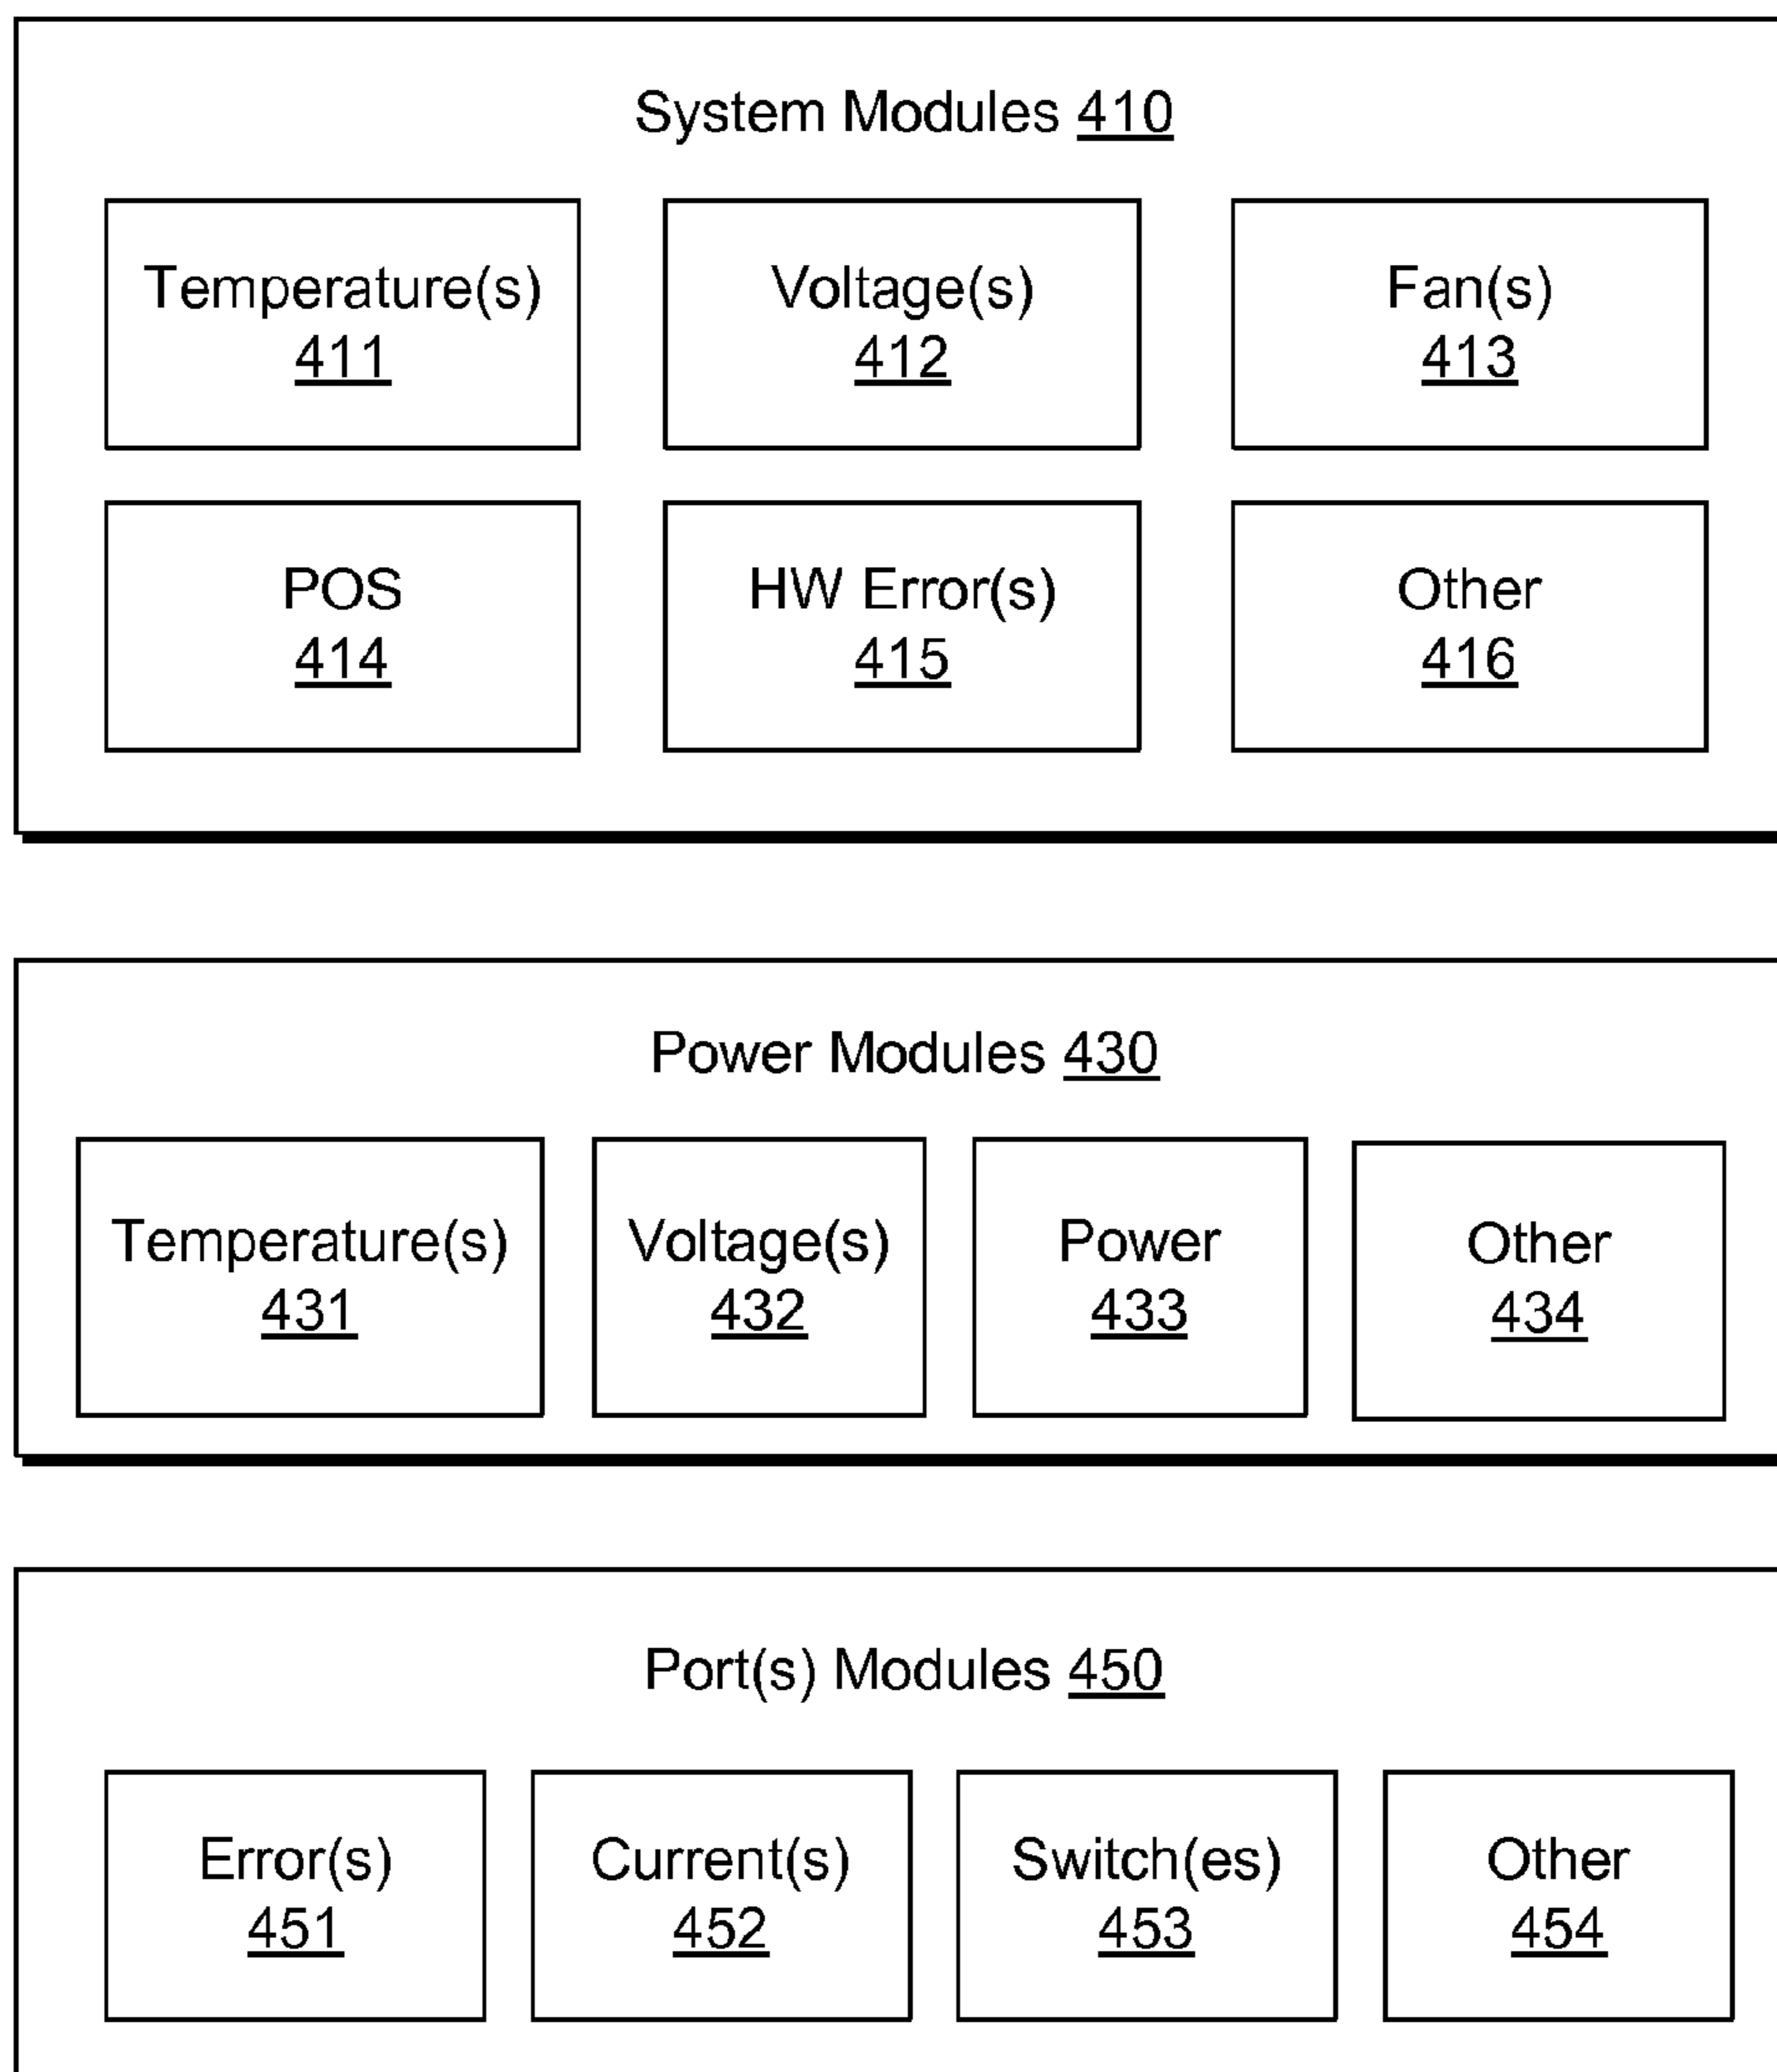 System Modules 410
Temperature(s)
411
Voltage(s)
412
Fan(s)
413
POS
414
HW Error(s)
415
Other
416
Power Modules 430
Temperature(s)
431
Voltage(s)
432
Power
433
Other
434
Port(s) Modules 450
Error(s)
451
Current(s)
452
Switch(es)
453
Other
454